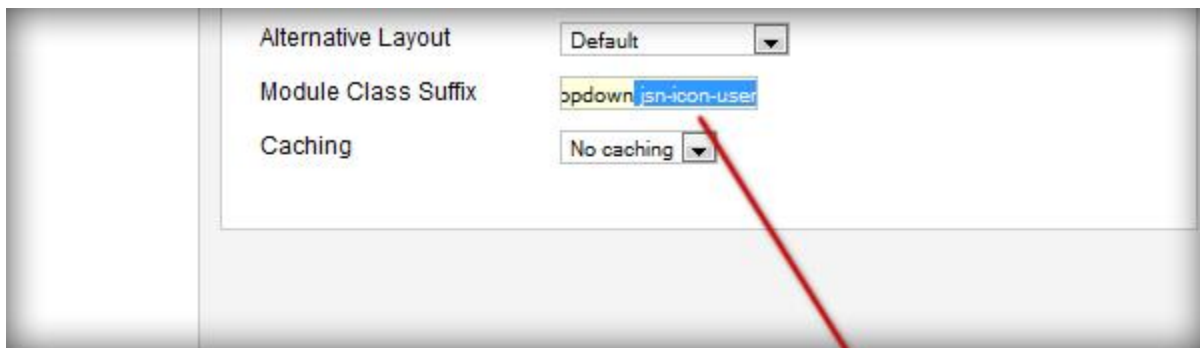 Alternative Layout Default
Module Class Suffix opdown jsn-icon-user
Caching No caching